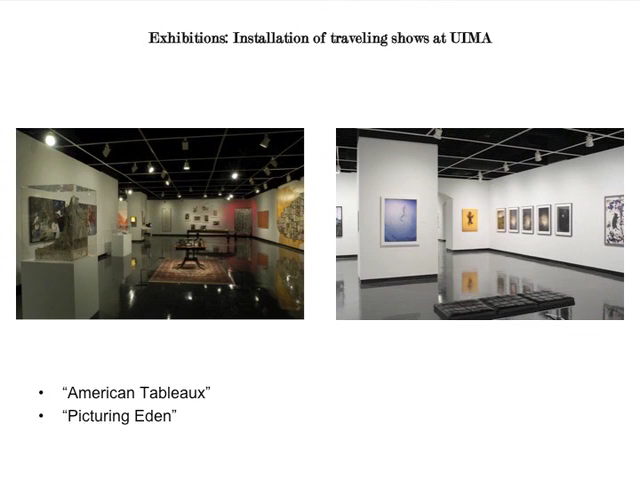 Exhibitions: Installation of traveling shows at UIMA
• “American Tableaux”
• “Picturing Eden”